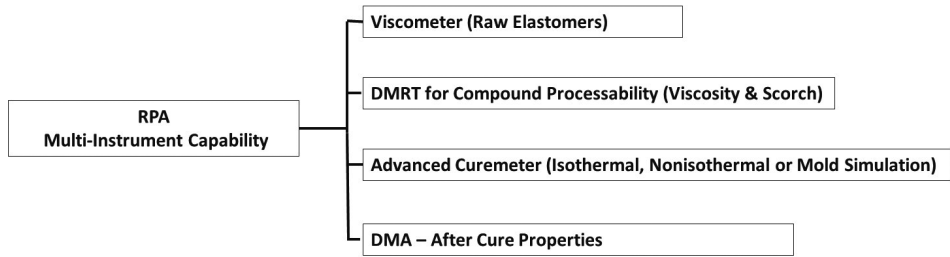 Viscometer (Raw Elastomers)
DMRT for Compound Processability (Viscosity & Scorch)
RPA
Multi-Instrument Capability
Advanced Curemeter (Isothermal, Nonisothermal or Mold Simulation)
DMA – After Cure Properties